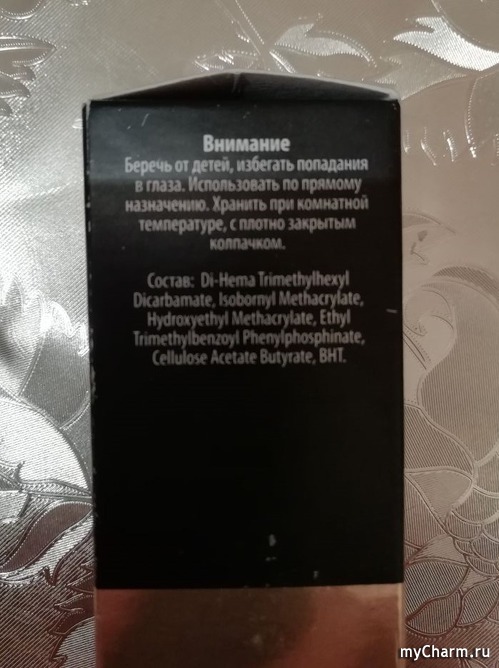 Внимание
Беречь от детей, избегать попадания
в глаза. Использовать по прямому
назначению. Хранить при комнатной
температуре, с плотно закрытым
колпачком.
Состав: Di-Hema Trimethylhexyl
Dicarbamate, Isobornyl Methacrylate,
Hydroxyethyl Methacrylate, Ethyl
Trimethylbenzoyl Phenylphosphinate,
Cellulose Acetate Butyrate, BHT.
myCharm.ru